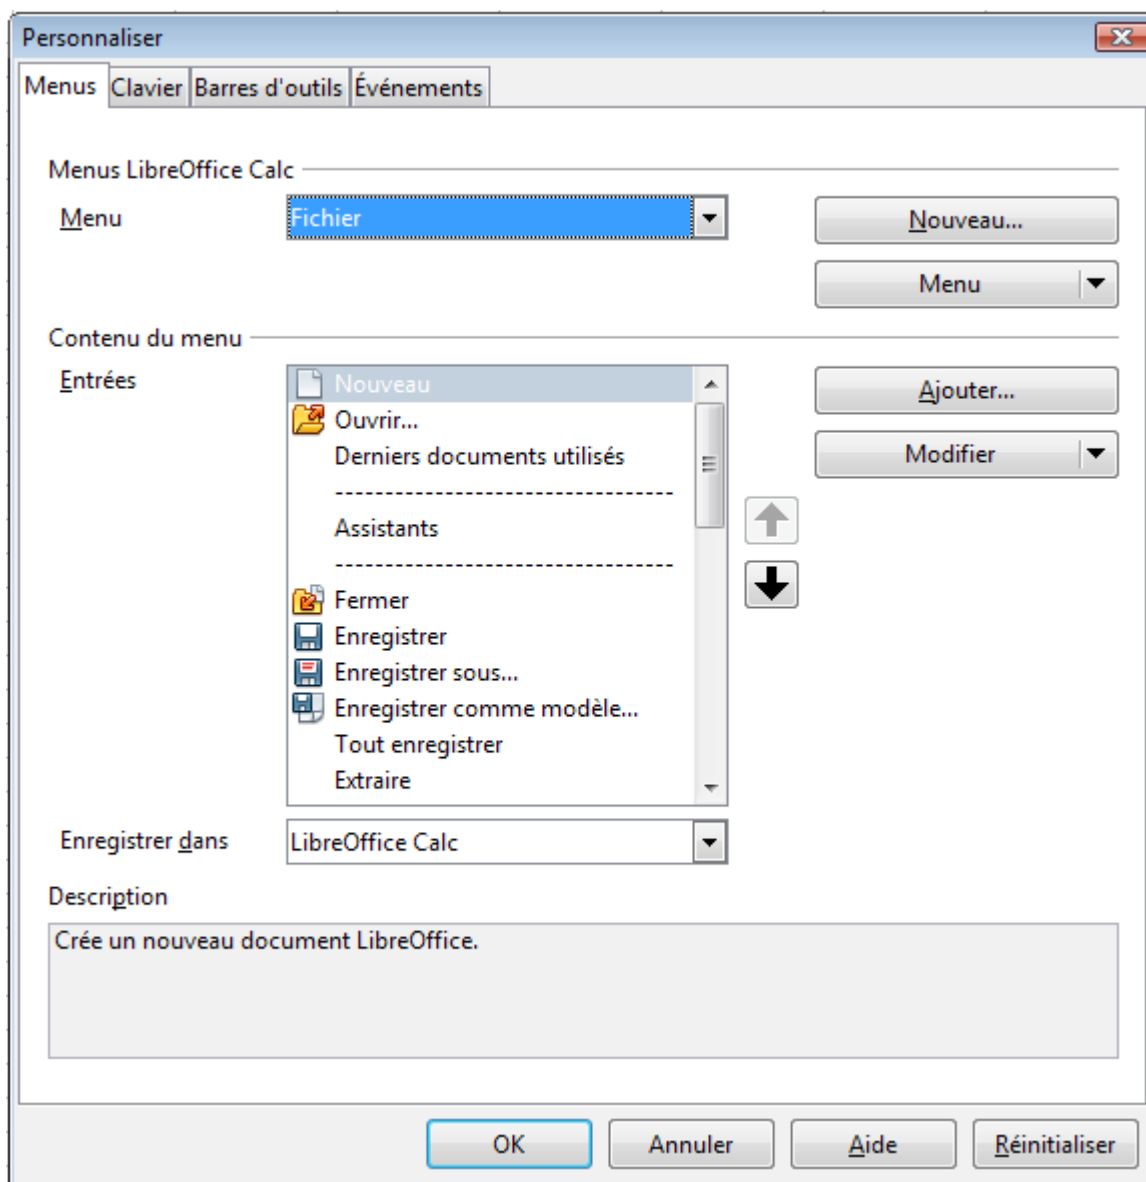 Personnaliser
Menus Clavier Barres d'outils Événements
Menus LibreOffice Calc
Menu Fichier Nouveau...
Menu
Contenu du menu
Entrées Nouveau Ajouter...
Ouvrir...
Derniers documents utilisés Modifier
----------------------------------
Assistants
----------------------------------
Fermer
Enregistrer
Enregistrer sous...
Enregistrer comme modèle...
Tout enregistrer
Extraire
Enregistrer dans LibreOffice Calc
Description
Crée un nouveau document LibreOffice.
OK Annuler Aide Réinitialiser